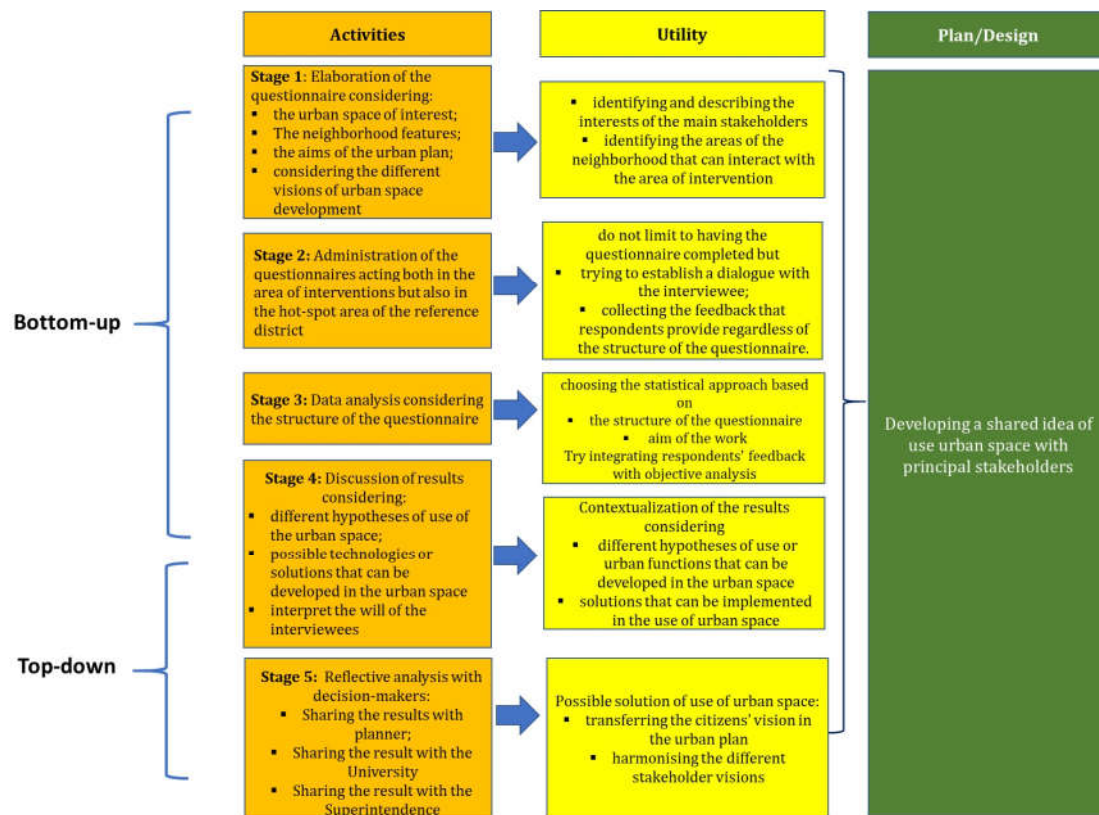 Activities
Utility
Plan/Design
Bottom-up
Top-down
Stage 1: Elaboration of the
questionnaire considering:
▪ the urban space of interest;
▪ The neighborhood features;
▪ the aims of the urban plan;
▪ considering the different
visions of urban space
development
▪ identifying and describing the
interests of the main stakeholders
▪ identifying the areas of the
neighborhood that can interact with
the area of intervention
Stage 2: Administration of the
questionnaires acting both in the
area of interventions but also in
the hot-spot area of the reference
district
do not limit to having the
questionnaire completed but
▪ trying to establish a dialogue with
the interviewee;
▪ collecting the feedback that
respondents provide regardless of
the structure of the questionnaire.
Stage 3: Data analysis considering
the structure of the questionnaire
choosing the statistical approach based
on
▪ the structure of the questionnaire
▪ aim of the work
Try integrating respondents' feedback
with objective analysis
Stage 4: Discussion of results
considering:
▪ different hypotheses of use of
the urban space;
▪ possible technologies or
solutions that can be
developed in the urban space
▪ interpret the will of the
interviewees
Contextualization of the results
considering
▪ different hypotheses of use or
urban functions that can be
developed in the urban space
▪ solutions that can be implemented
in the use of urban space
Stage 5: Reflective analysis with
decision-makers:
▪ Sharing the results with
planner;
▪ Sharing the result with the
University
▪ Sharing the result with the
Superintendence
Possible solution of use of urban space:
▪ transferring the citizens' vision in
the urban plan
▪ harmonising the different
stakeholder visions
Developing a shared idea of
use urban space with
principal stakeholders